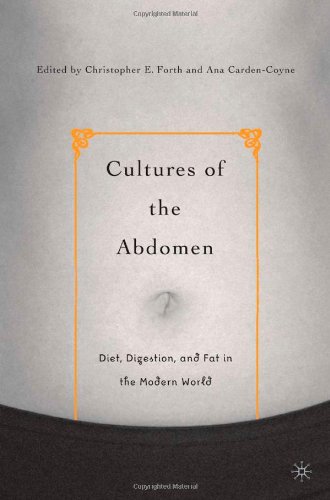 Edited by Christopher E. Forth and Ana Carden-Coyne
Cultures of
the
Abdomen
Diet, Digestion, and Fat in
the Modern World